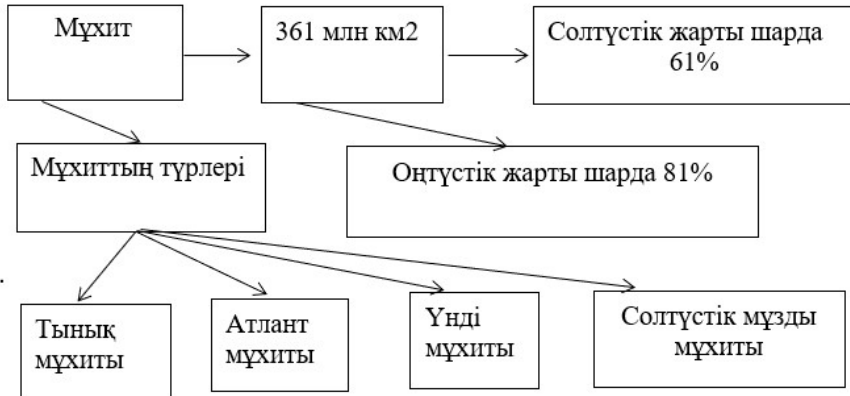 Мұхит
361 млн км2
Солтүстік жарты шарда
61%
Мұхиттың түрлері
Оңтүстік жарты шарда 81%
Тынық
мұхиты
Атлант
мұхиты
Үнді
мұхиты
Солтүстік мұзды
мұхиты